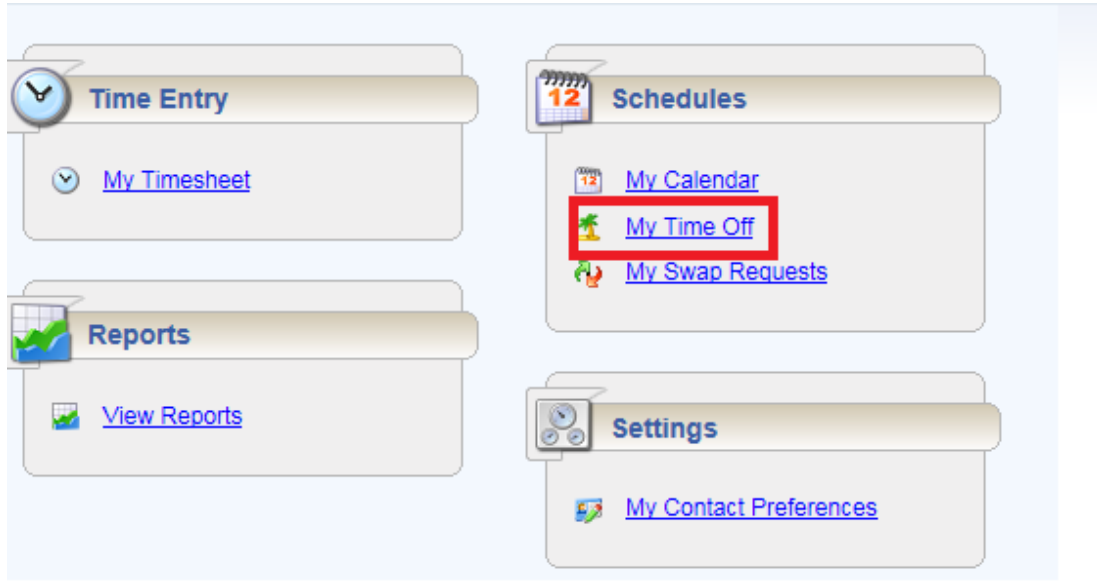 Time Entry
My Timesheet
Reports
View Reports
12
Schedules
12
My Calendar
My Time Off
My Swap Requests
Settings
My Contact Preferences